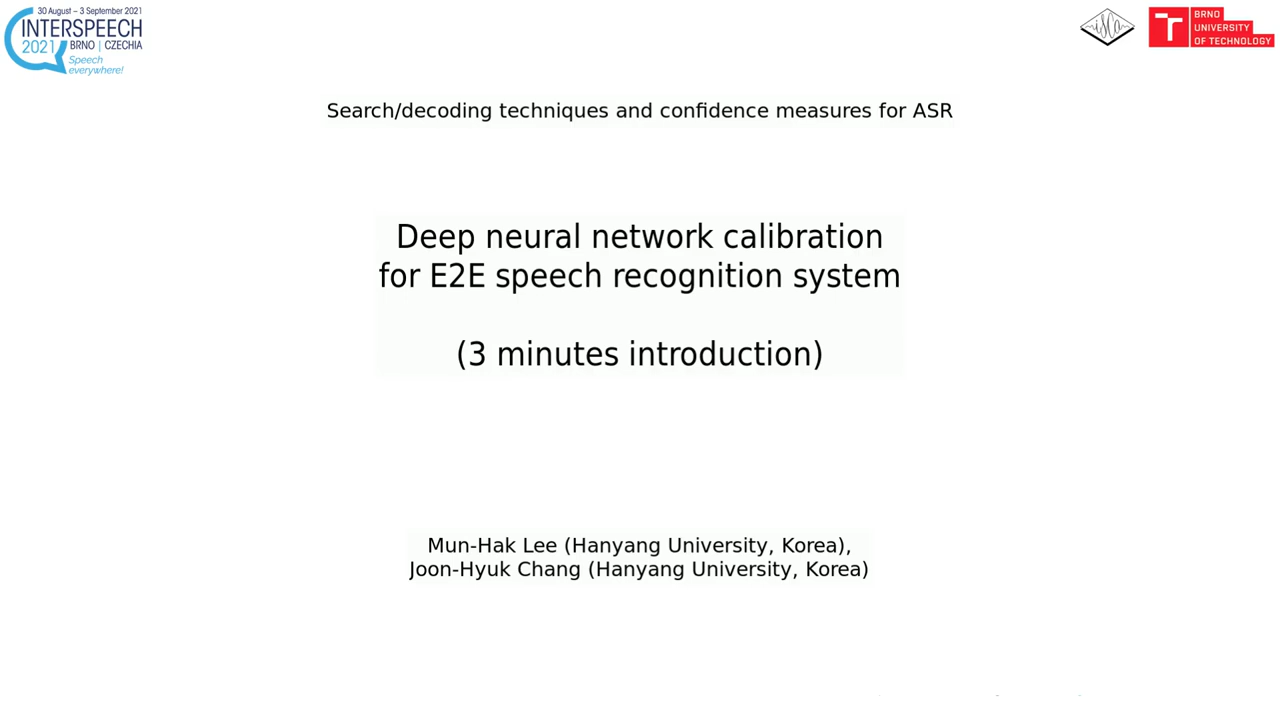 30 August – 3 September 2021
INTERSPEECH
2021 BRNO | CZECHIA
Speech
everywhere!
isca
BRNO
UNIVERSITY
OF TECHNOLOGY
Search/decoding techniques and confidence measures for ASR
Deep neural network calibration
for E2E speech recognition system
(3 minutes introduction)
Mun-Hak Lee (Hanyang University, Korea),
Joon-Hyuk Chang (Hanyang University, Korea)